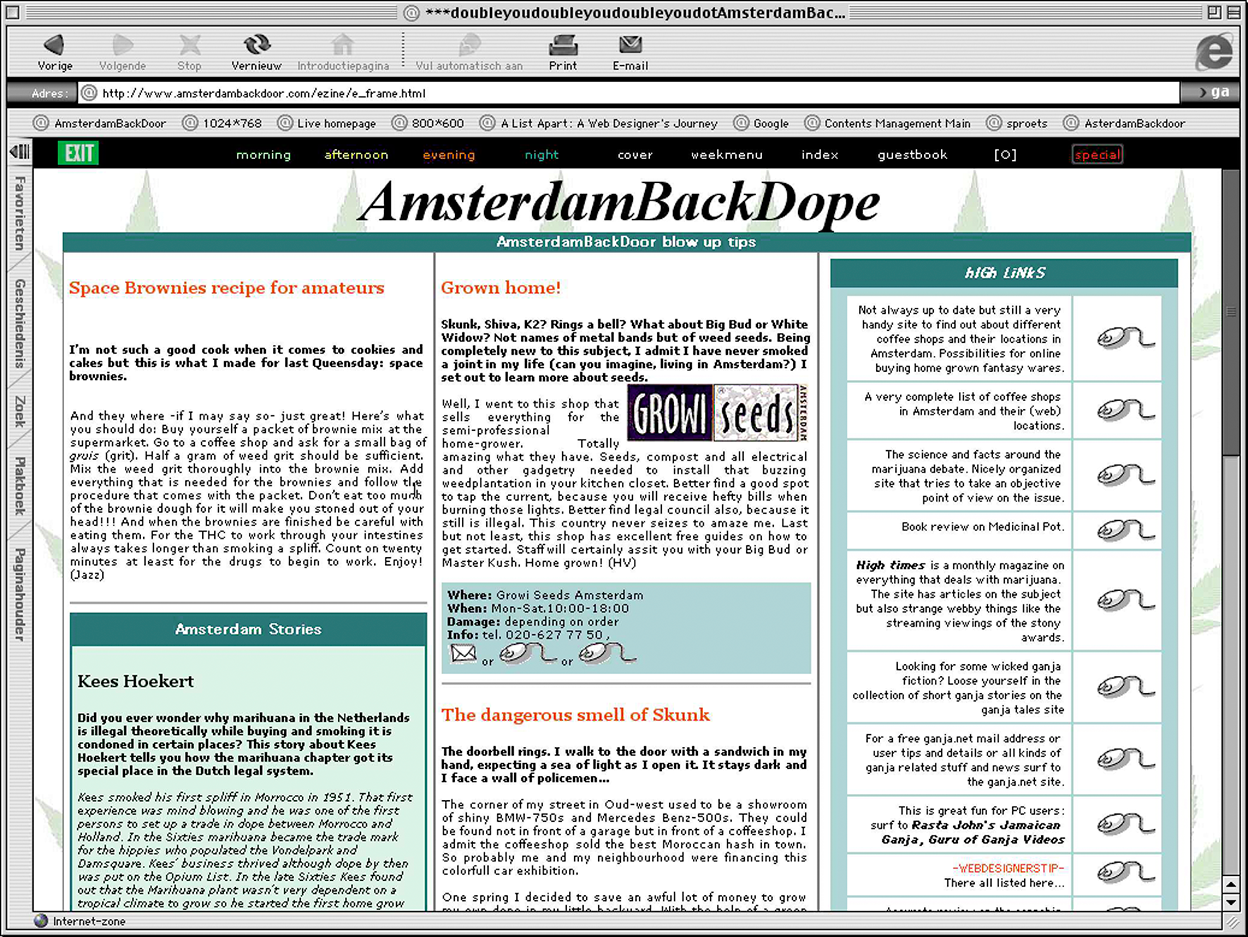 ***doubleyoudoubleyoudoubleyoudotAmsterdamBac...
Vorige
Volgende
Stop
Vernieuw
Introductiepagina
Vul automatisch aan
Print
E-mail
Adres:
http://www.amsterdambackdoor.com/ezine/e_frame.html
ga
AmsterdamBackDoor
1024*768
Live homepage
800*600
A List Apart: A Web Designer's Journey
Google
Contents Management Main
sproets
AsterdamBackdoor
Favorieten
Geschiedenis
Zoek
Plakboek
Paginahouder
EXIT
morning
afternoon
evening
night
cover
weekmenu
index
guestbook
[O]
special
AmsterdamBackDope
AmsterdamBackDoor blow up tips
Space Brownies recipe for amateurs
I'm not such a good cook when it comes to cookies and
cakes but this is what I made for last Queensday: space
brownies.
And they where -if I may say so- just great! Here's what
you should do: Buy yourself a packet of brownie mix at the
supermarket. Go to a coffee shop and ask for a small bag of
gruis (grit). Half a gram of weed grit should be sufficient.
Mix the weed grit thoroughly into the brownie mix. Add
everything that is needed for the brownies and follow the
procedure that comes with the packet. Don't eat too much
of the brownie dough for it will make you stoned out of your
head!!! And when the brownies are finished be careful with
eating them. For the THC to work through your intestines
always takes longer than smoking a spliff. Count on twenty
minutes at least for the drugs to begin to work. Enjoy!
(Jazz)
Amsterdam Stories
Kees Hoekert
Did you ever wonder why marihuana in the Netherlands
is illegal theoretically while buying and smoking it is
condoned in certain places? This story about Kees
Hoekert tells you how the marihuana chapter got its
special place in the Dutch legal system.
Kees smoked his first spliff in Morrocco in 1951. That first
experience was mind blowing and he was one of the first
persons to set up a trade in dope between Morrocco and
Holland. In the Sixties marihuana became the trade mark
for the hippies who populated the Vondelpark and
Damsquare. Kees' business thrived although dope by then
was put on the Opium List. In the late Sixties Kees found
out that the Marihuana plant wasn't very dependent on a
tropical climate to grow so he started the first home grow
Grown home!
Skunk, Shiva, K2? Rings a bell? What about Big Bud or White
Widow? Not names of metal bands but of weed seeds. Being
completely new to this subject, I admit I have never smoked
a joint in my life (can you imagine, living in Amsterdam?) I
set out to learn more about seeds.
GROWI seeds AMSTERDAM
Well, I went to this shop that
sells everything for the
semi-professional
home-grower. Totally
amazing what they have. Seeds, compost and all electrical
and other gadgetry needed to install that buzzing
weedplantation in your kitchen closet. Better find a good spot
to tap the current, because you will receive hefty bills when
burning those lights. Better find legal council also, because it
still is illegal. This country never seizes to amaze me. Last
but not least, this shop has excellent free guides on how to
get started. Staff will certainly assit you with your Big Bud or
Master Kush. Home grown! (HV)
Where: Growi Seeds Amsterdam
When: Mon-Sat.10:00-18:00
Damage: depending on order
Info: tel. 020-627 77 50 ,
or or
The dangerous smell of Skunk
The doorbell rings. I walk to the door with a sandwich in my
hand, expecting a sea of light as I open it. It stays dark and
I face a wall of policemen...
The corner of my street in Oud-west used to be a showroom
of shiny BMW-750s and Mercedes Benz-500s. They could
be found not in front of a garage but in front of a coffeeshop. I
admit the coffeeshop sold the best Moroccan hash in town.
So probably me and my neighbourhood were financing this
colorfull car exhibition.
One spring I decided to save an awful lot of money to grow
my own dope in my little backyard. With the help of a green
hIGh LiNkS
Not always up to date but still a very
handy site to find out about different
coffee shops and their locations in
Amsterdam. Possibilities for online
buying home grown fantasy wares.
A very complete list of coffee shops
in Amsterdam and their (web)
locations.
The science and facts around the
marijuana debate. Nicely organized
site that tries to take an objective
point of view on the issue.
Book review on Medicinal Pot.
High times is a monthly magazine on
everything that deals with marijuana.
The site has articles on the subject
but also strange webby things like the
streaming viewings of the stony
awards.
Looking for some wicked ganja
fiction? Loose yourself in the
collection of short ganja stories on the
ganja tales site
For a free ganja.net mail address or
user tips and details or all kinds of
ganja related stuff and news surf to
the ganja.net site.
This is great fun for PC users:
surf to Rasta John's Jamaican
Ganja, Guru of Ganja Videos
-WEBDESIGNERSTIP-
There all listed here...
Internet-zone